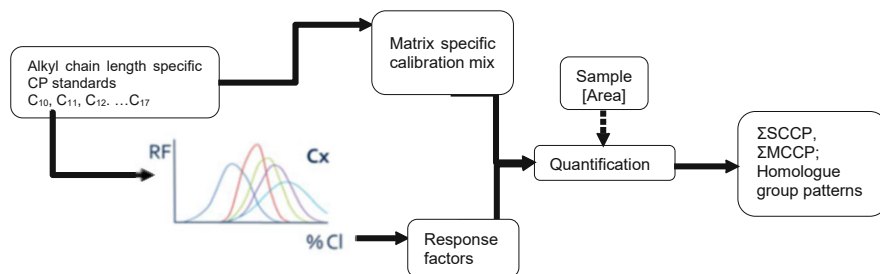 Alkyl chain length specific
CP standards
C₁₀, C₁₁, C₁₂. …C₁₇
Matrix specific
calibration mix
Sample
[Area]
RF
Cx
% Cl
Response
factors
Quantification
ΣSCCP,
ΣMCCP;
Homologue
group patterns